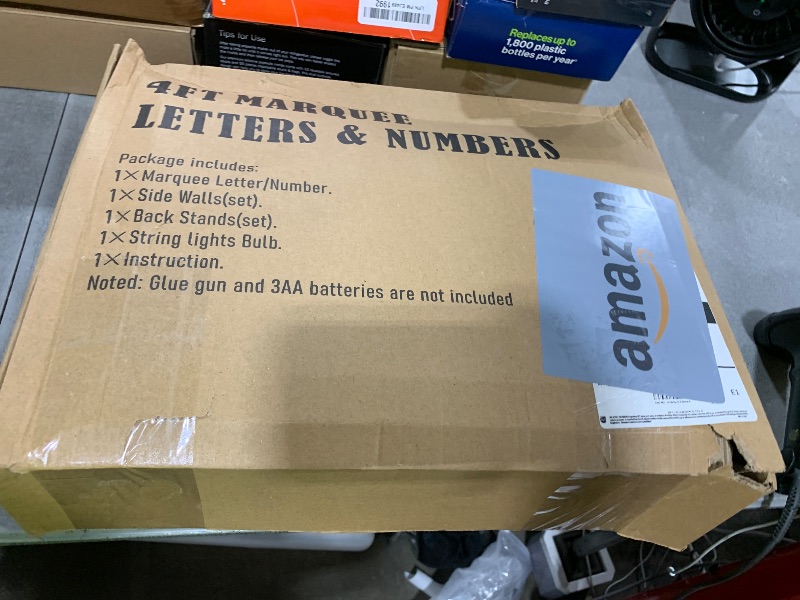 Tips for Use
1992
Replaces up to
1,800 plastic
bottles per year*
4FT MARQUEE
LETTERS & NUMBERS
Package includes:
1×Marquee Letter/Number.
1×Side Walls(set).
1×Back Stands(set).
1×String lights Bulb.
1×Instruction.
Noted: Glue gun and 3AA batteries are not included
amazon
E1